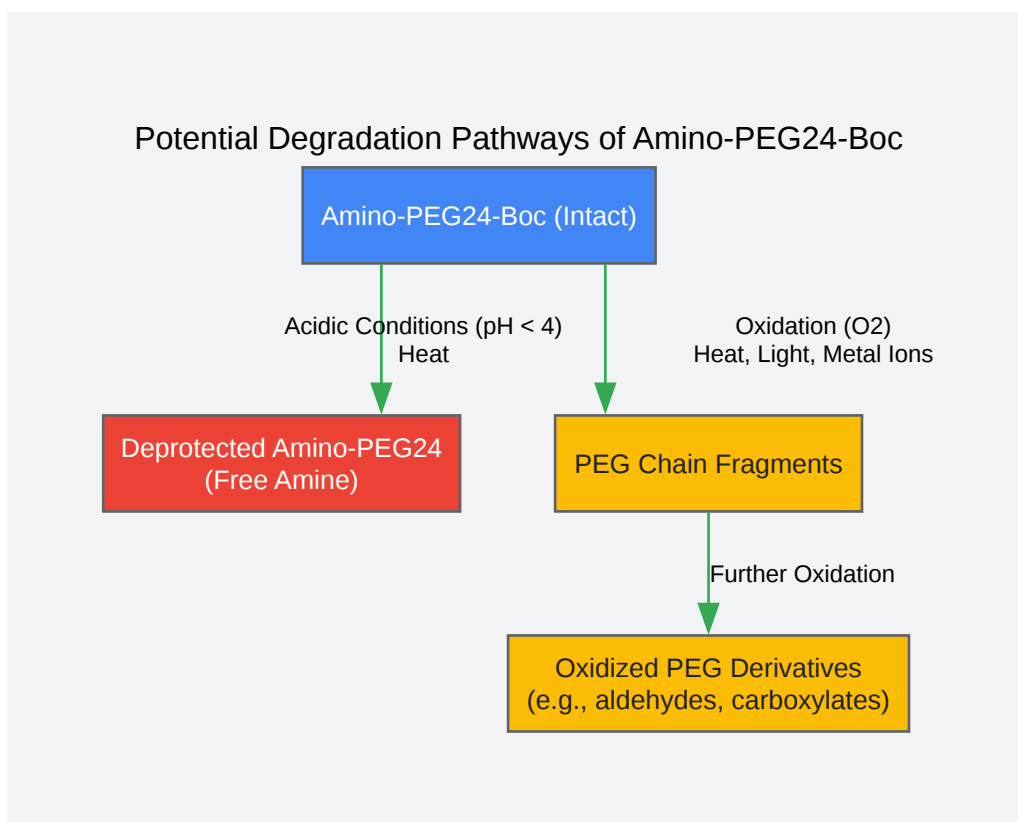 Potential Degradation Pathways of Amino-PEG24-Boc
Amino-PEG24-Boc (Intact)
Acidic Conditions (pH < 4)
Heat
Oxidation (O2)
Heat, Light, Metal Ions
Deprotected Amino-PEG24
(Free Amine)
PEG Chain Fragments
Further Oxidation
Oxidized PEG Derivatives
(e.g., aldehydes, carboxylates)